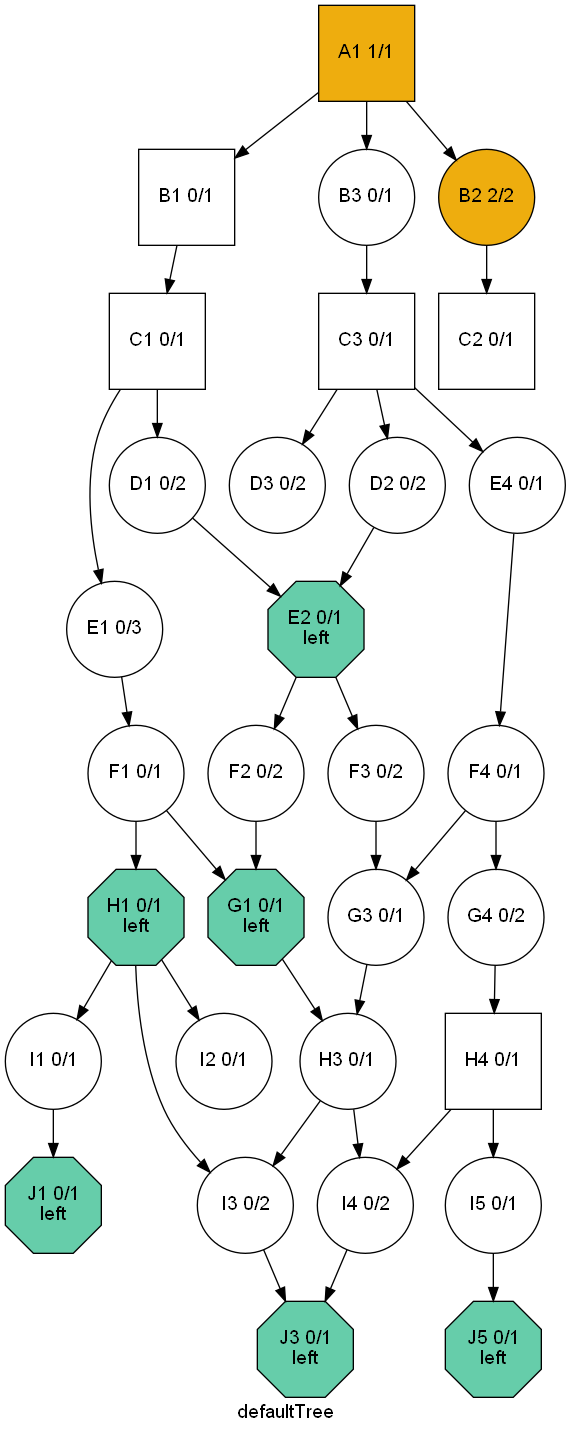 A1 1/1
B1 0/1
B3 0/1
B2 2/2
C1 0/1
C3 0/1
C2 0/1
D1 0/2
D3 0/2
D2 0/2
E4 0/1
E1 0/3
E2 0/1
left
F1 0/1
F2 0/2
F3 0/2
F4 0/1
H1 0/1
left
G1 0/1
left
G3 0/1
G4 0/2
I1 0/1
I2 0/1
H3 0/1
H4 0/1
J1 0/1
left
I3 0/2
I4 0/2
I5 0/1
J3 0/1
left
J5 0/1
left
defaultTree